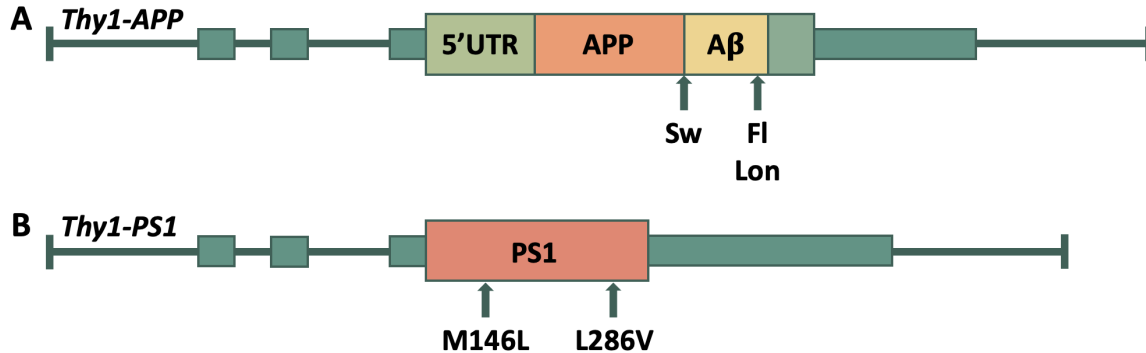 A Thy1-APP
5’UTR APP Aβ
Sw Fl
Lon
B Thy1-PS1
PS1
M146L L286V